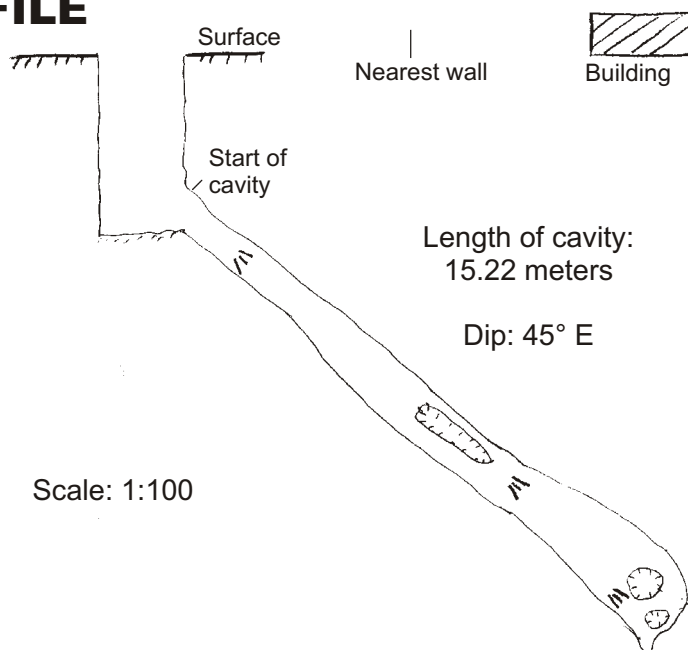 FILE
Surface
Nearest wall
Building
Start of
cavity
Length of cavity:
15.22 meters
Dip: 45° E
Scale: 1:100